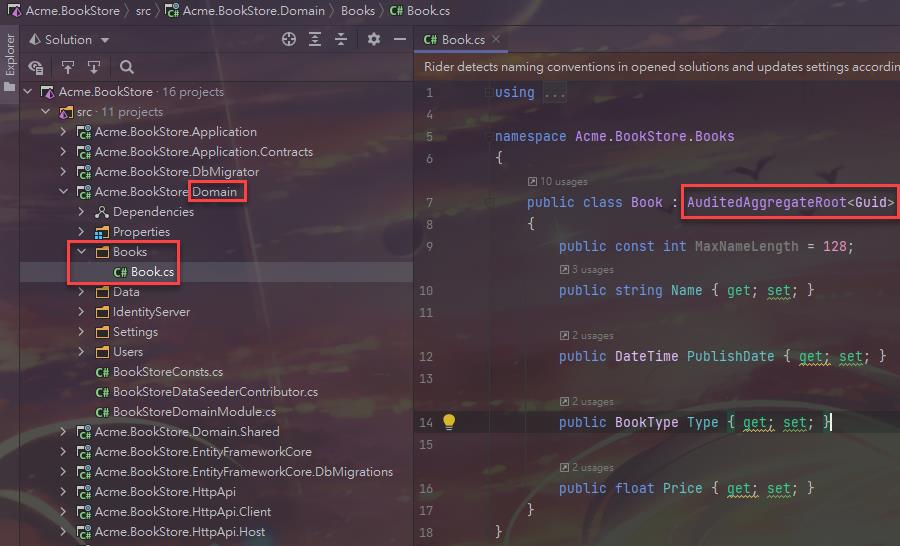 Acme.BookStore › src › Acme.BookStore.Domain › Books › Book.cs
Explorer
Solution
Acme.BookStore · 16 projects
src · 11 projects
Acme.BookStore.Application
Acme.BookStore.Application.Contracts
Acme.BookStore.DbMigrator
Acme.BookStore.Domain
Dependencies
Properties
Books
Book.cs
Data
IdentityServer
Settings
Users
BookStoreConsts.cs
BookStoreDataSeederContributor.cs
BookStoreDomainModule.cs
Acme.BookStore.Domain.Shared
Acme.BookStore.EntityFrameworkCore
Acme.BookStore.EntityFrameworkCore.DbMigrations
Acme.BookStore.HttpApi
Acme.BookStore.HttpApi.Client
Acme.BookStore.HttpApi.Host
Book.cs
Rider detects naming conventions in opened solutions and updates settings accordin
1 using ...
4
5 namespace Acme.BookStore.Books
6 {
10 usages
7 public class Book : AuditedAggregateRoot<Guid>
8 {
9 public const int MaxNameLength = 128;
3 usages
10 public string Name { get; set; }
11
2 usages
12 public DateTime PublishDate { get; set; }
13
2 usages
14 public BookType Type { get; set; }
15
2 usages
16 public float Price { get; set; }
17 }
18 }